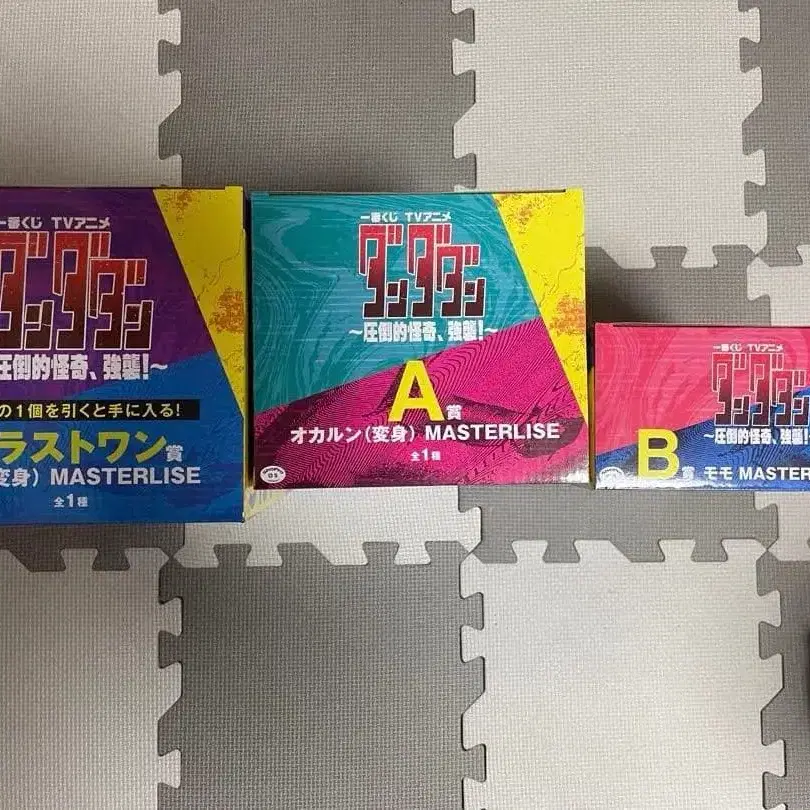 一番くじ TVアニメ
ダンダダン
圧倒的怪奇、強襲!~
の1個を引くと手に入る!
ラストワン賞
変身) MASTERLISE
全1種
一番くじ TVアニメ
ダンダダン
~圧倒的怪奇、強襲!~
A賞
オカルン(変身) MASTERLISE
全1種
一番くじ TVアニメ
ダンダダン
~圧倒的怪奇、強襲!
B賞 モモ MASTER